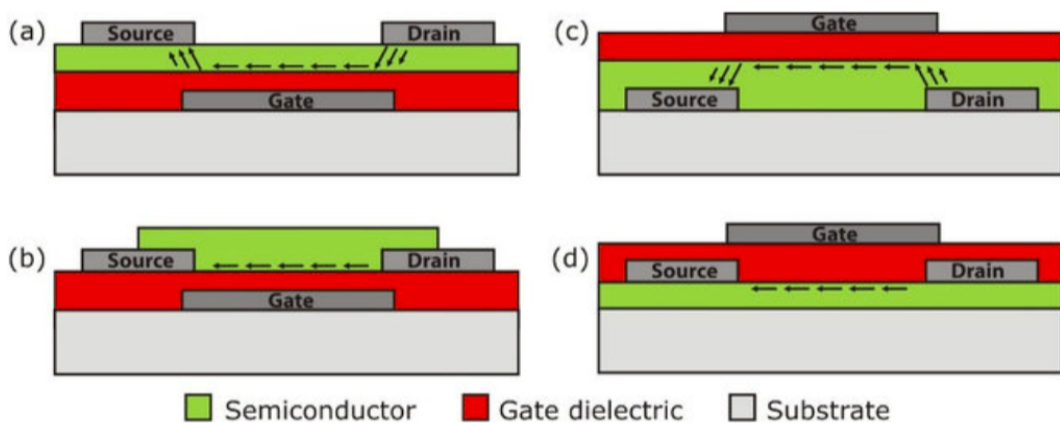 (a)
Source
Drain
Gate
(b)
Source
Drain
Gate
(c)
Gate
Source
Drain
(d)
Gate
Source
Drain
Semiconductor
Gate dielectric
Substrate